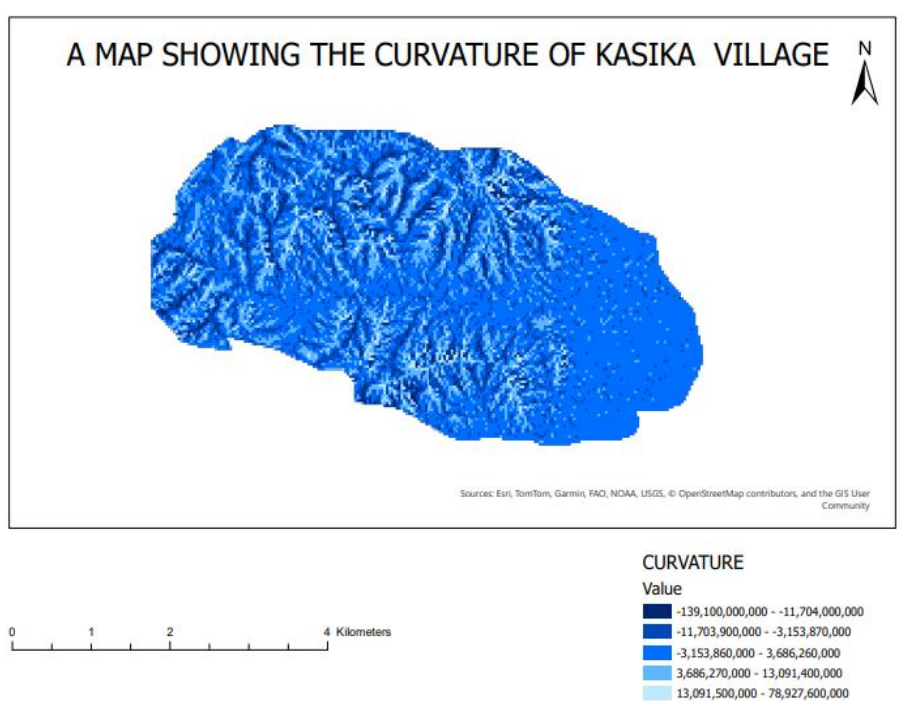 A MAP SHOWING THE CURVATURE OF KASIKA VILLAGE
N
Sources: Esri, TomTom, Garmin, FAO, NOAA, USGS, © OpenStreetMap contributors, and the GIS User
Community
CURVATURE
Value
-139,100,000,000 - -11,704,000,000
-11,703,900,000 - -3,153,870,000
-3,153,860,000 - 3,686,260,000
3,686,270,000 - 13,091,400,000
13,091,500,000 - 78,927,600,000
0 1 2 4 Kilometers